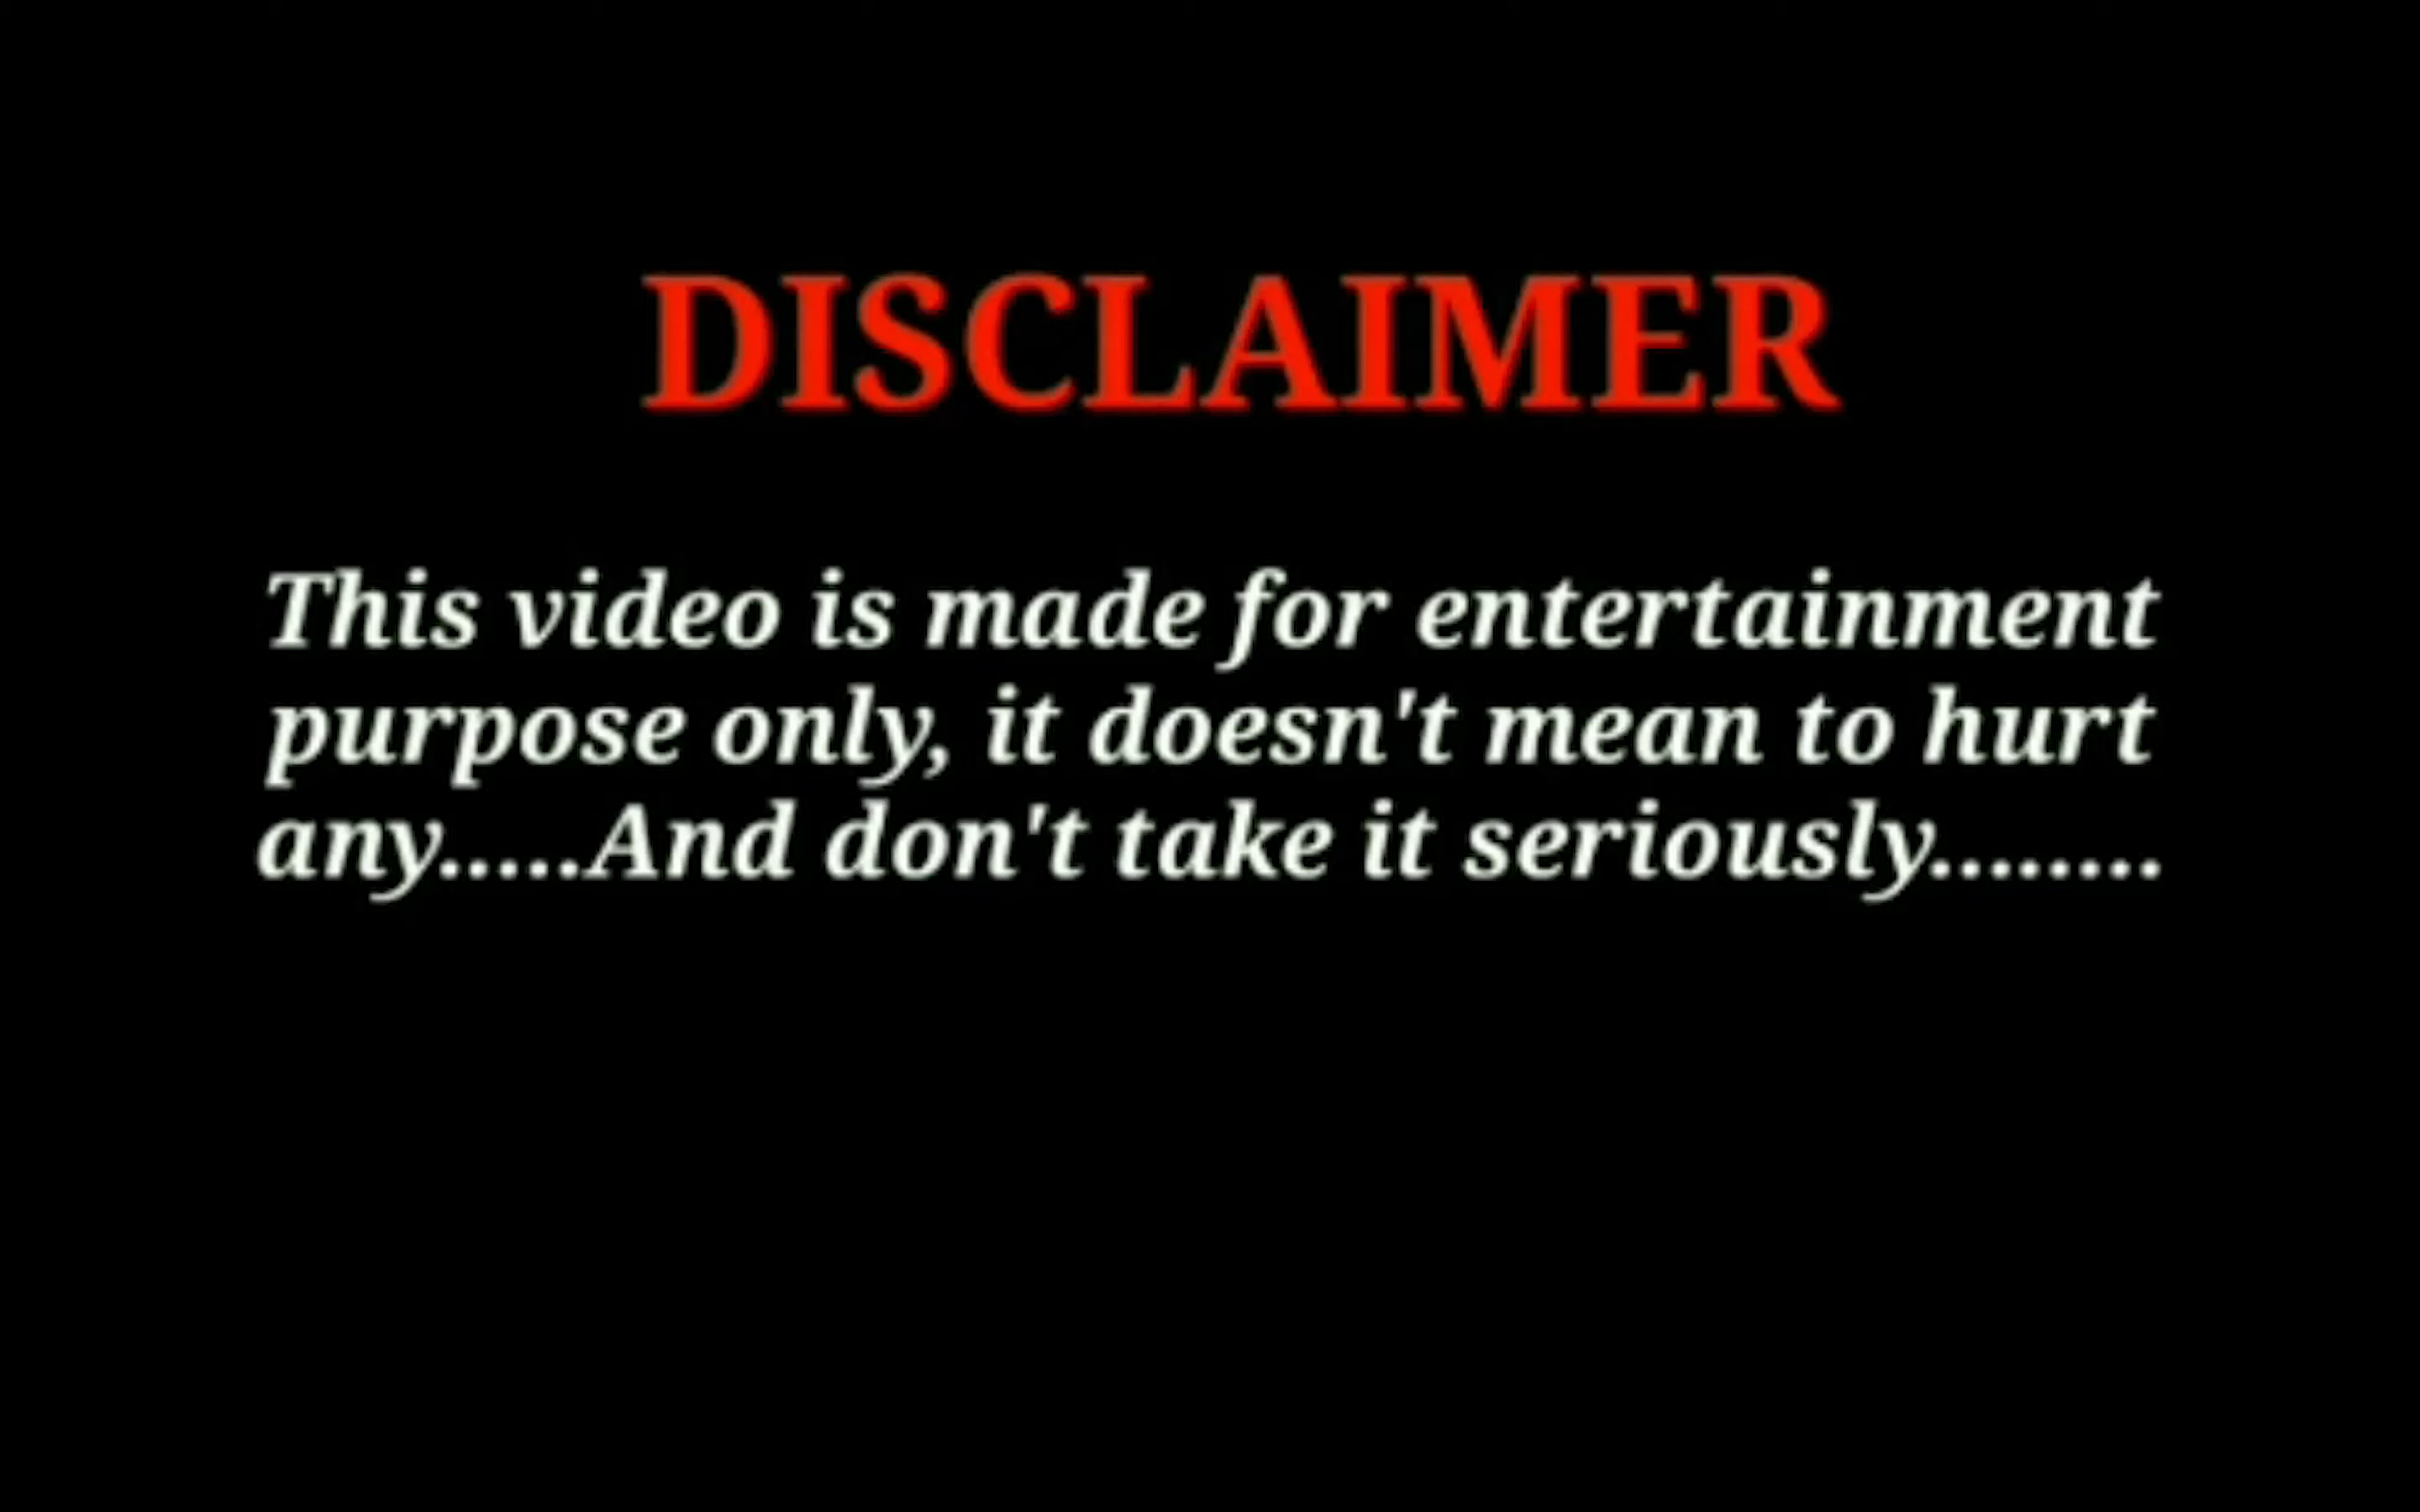 DISCLAIMER
This video is made for entertainment
purpose only, it doesn't mean to hurt
any.....And don't take it seriously........